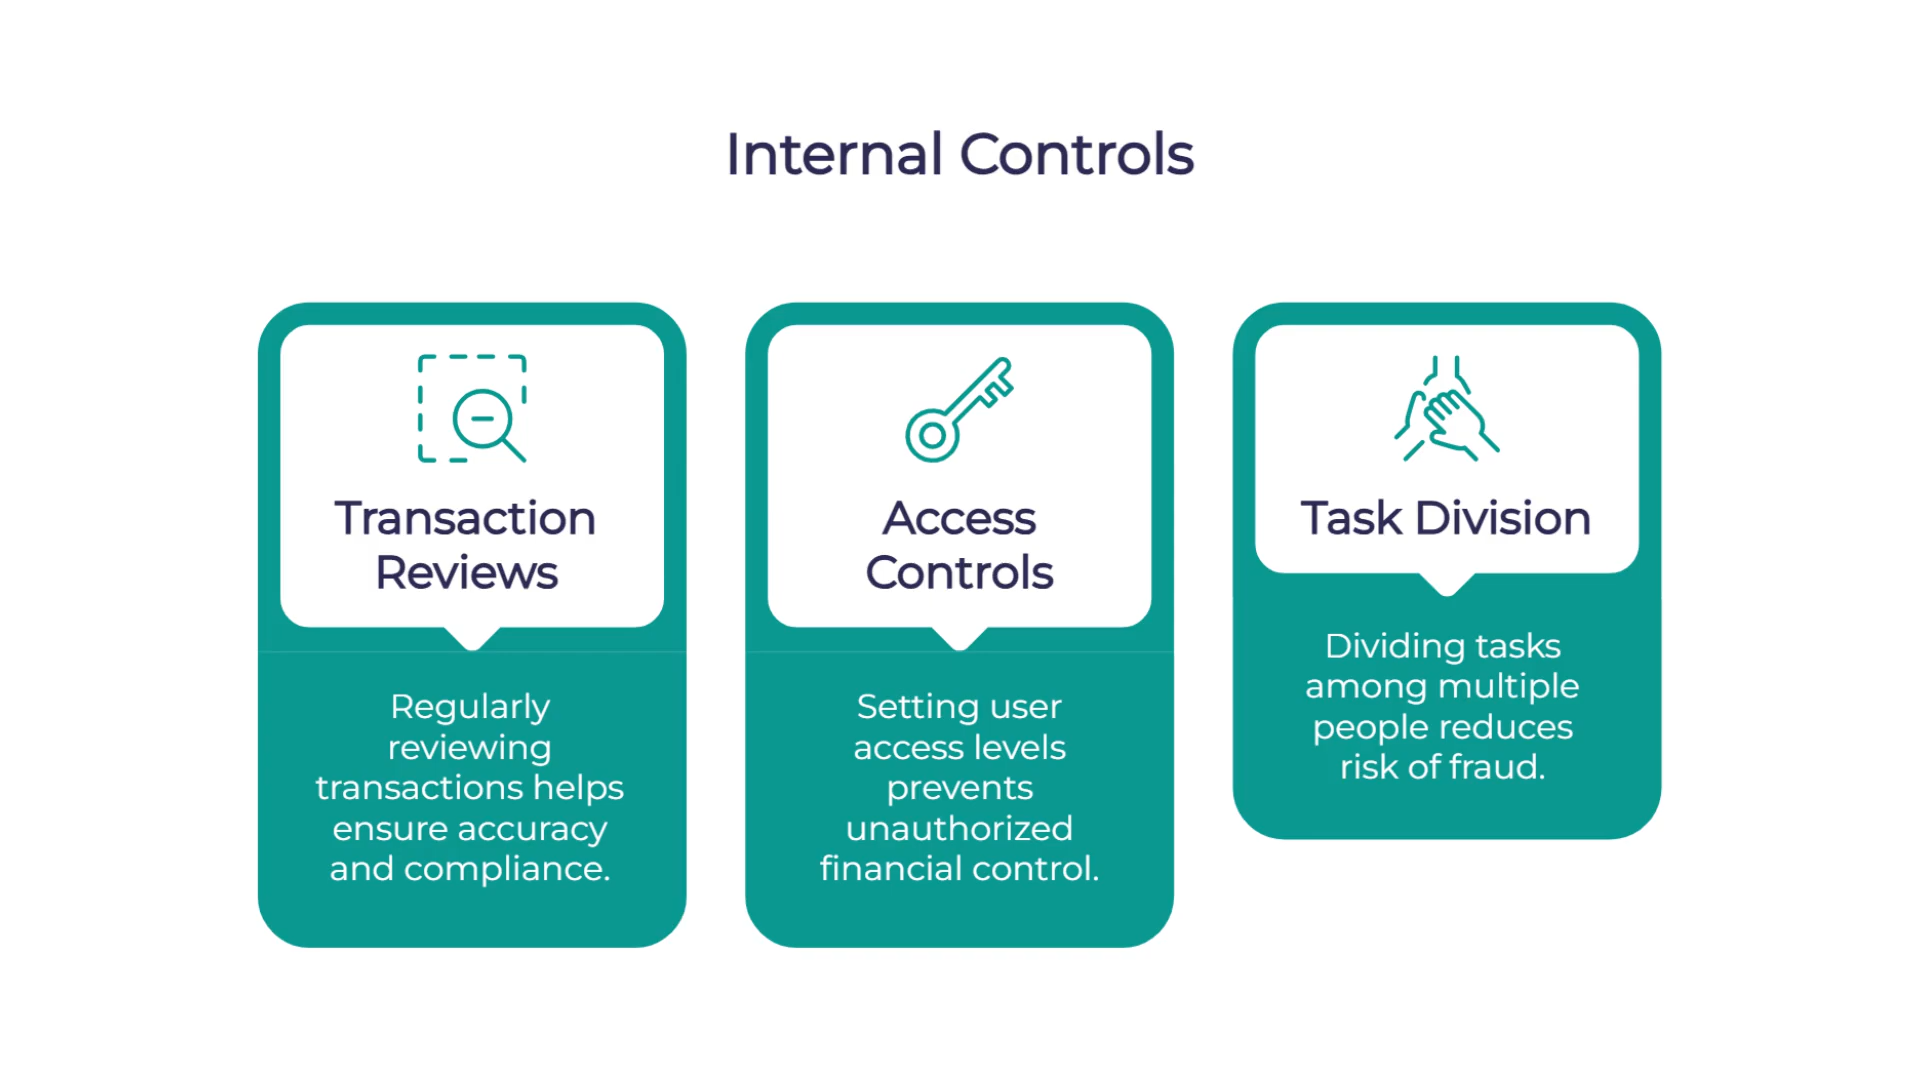 Internal Controls
Transaction
Reviews
Regularly
reviewing
transactions helps
ensure accuracy
and compliance.
Access
Controls
Setting user
access levels
prevents
unauthorized
financial control.
Task Division
Dividing tasks
among multiple
people reduces
risk of fraud.